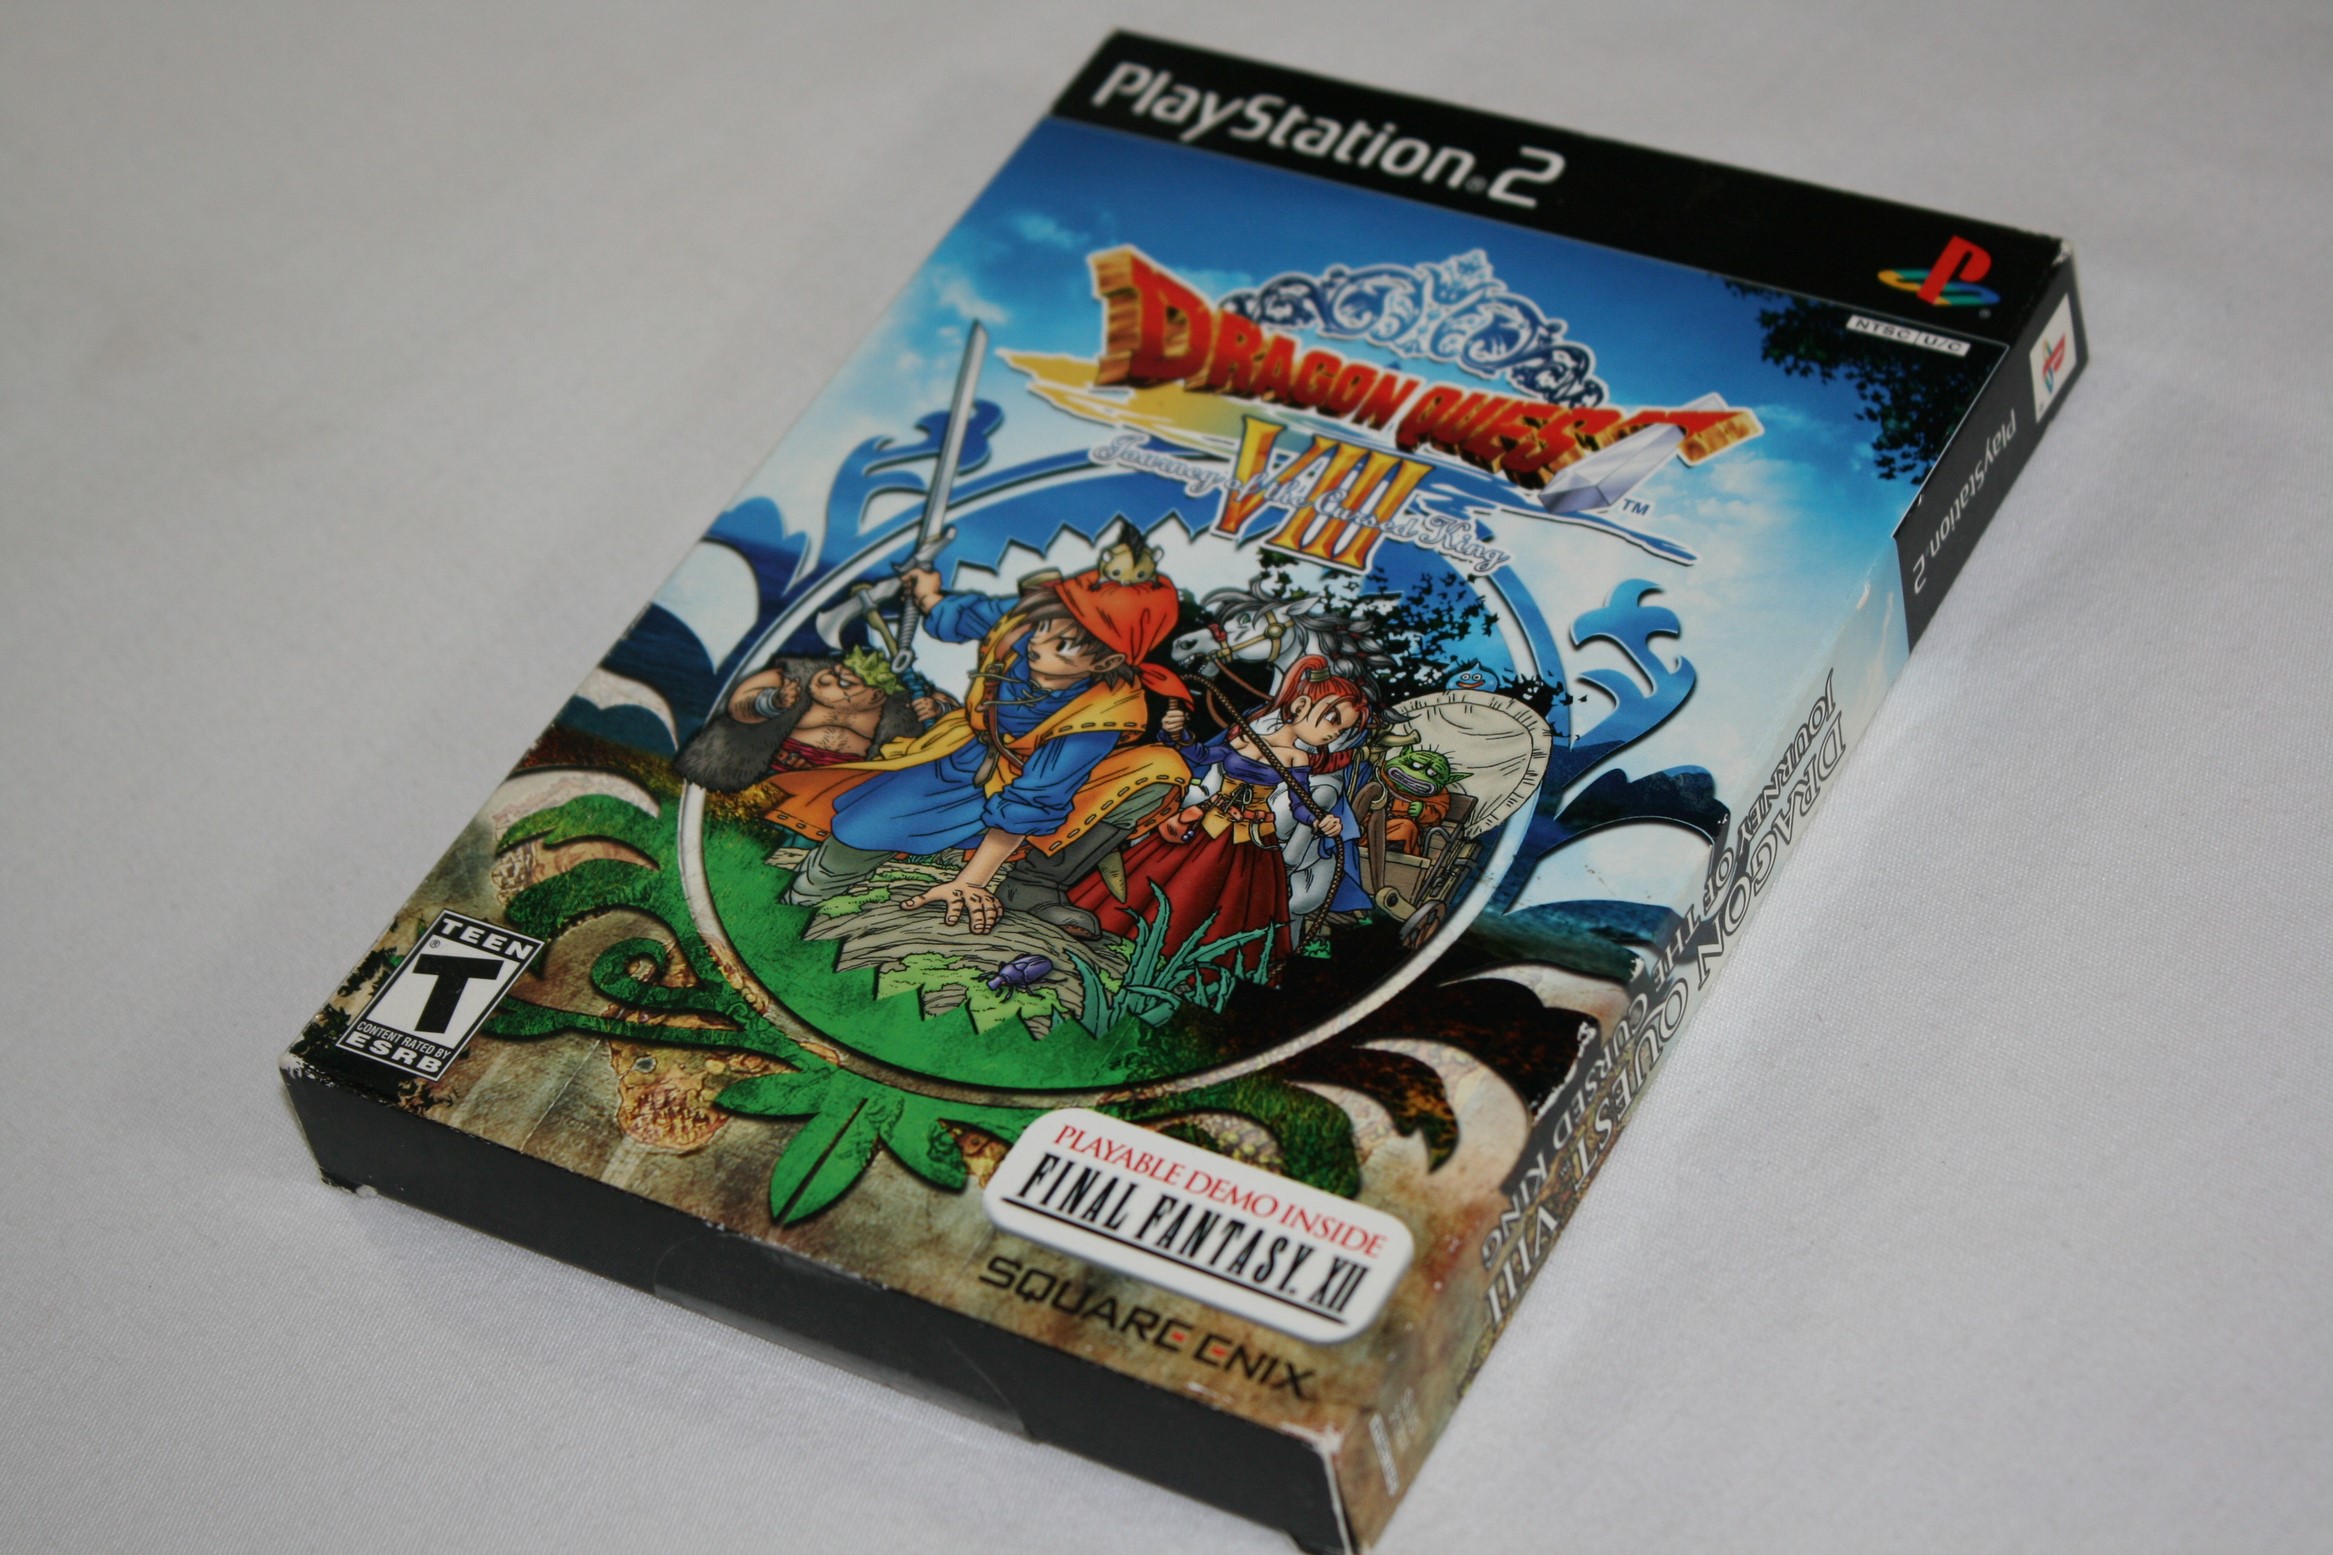 PlayStation®2
NTSC U/C
DRAGON QUEST
VIII
TM
Journey of the Cursed King
TEEN
T
®
CONTENT RATED BY
ESRB
PLAYABLE DEMO INSIDE
FINAL FANTASY® XII
SQUARE ENIX
PlayStation®2
DRAGON QUEST VIII
JOURNEY OF THE CURSED KING